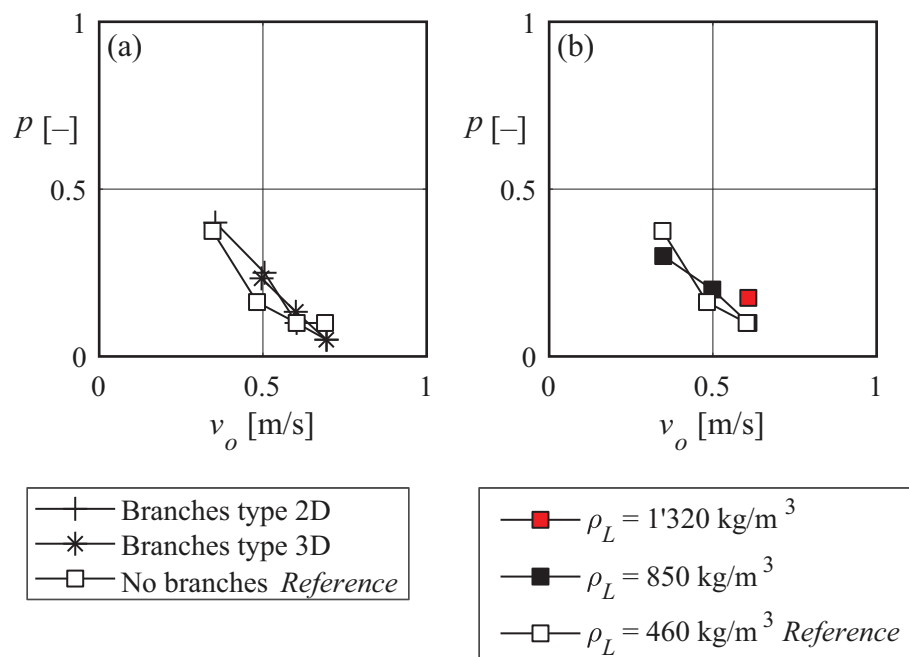 1
(a)
p [–]
0.5
0
0
0.5
1
v_o [m/s]
1
(b)
p [–]
0.5
0
0
0.5
1
v_o [m/s]
Branches type 2D
Branches type 3D
No branches Reference
ρ_L = 1'320 kg/m ³
ρ_L = 850 kg/m³
ρ_L = 460 kg/m ³ Reference